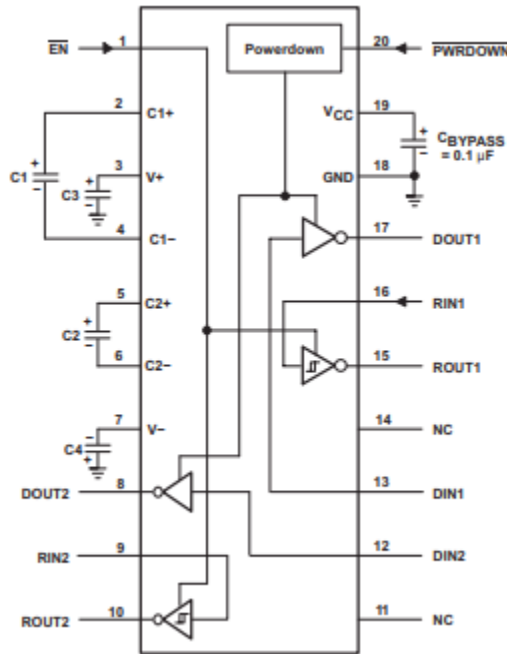 EN 1 Powerdown 20 PWRDOWN
2 C1+ VCC 19
+ C1 − + CBYPASS − = 0.1 μF
3 V+ GND 18
+ C3 −
4 C1− 17 DOUT1
5 C2+ 16 RIN1
+ C2 −
6 C2− 15 ROUT1
7 V− 14 NC
− C4 +
DOUT2 8 13 DIN1
RIN2 9 12 DIN2
ROUT2 10 11 NC